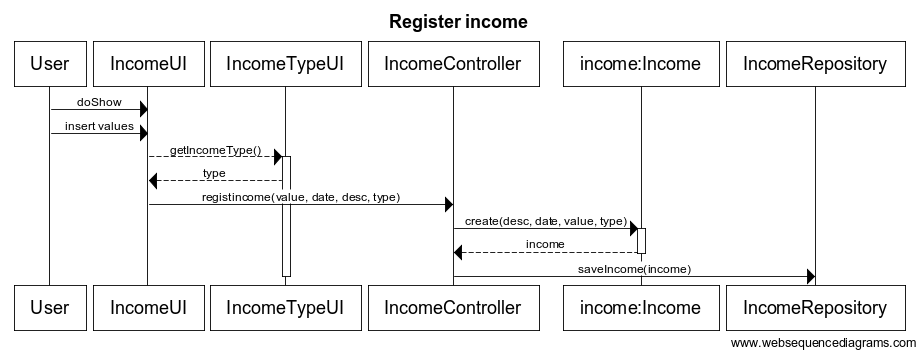 Register income
User IncomeUI IncomeTypeUI IncomeController income:Income IncomeRepository
doShow
insert values
getIncomeType()
type
registincome(value, date, desc, type)
create(desc, date, value, type)
income
saveIncome(income)
User IncomeUI IncomeTypeUI IncomeController income:Income IncomeRepository
www.websequencediagrams.com